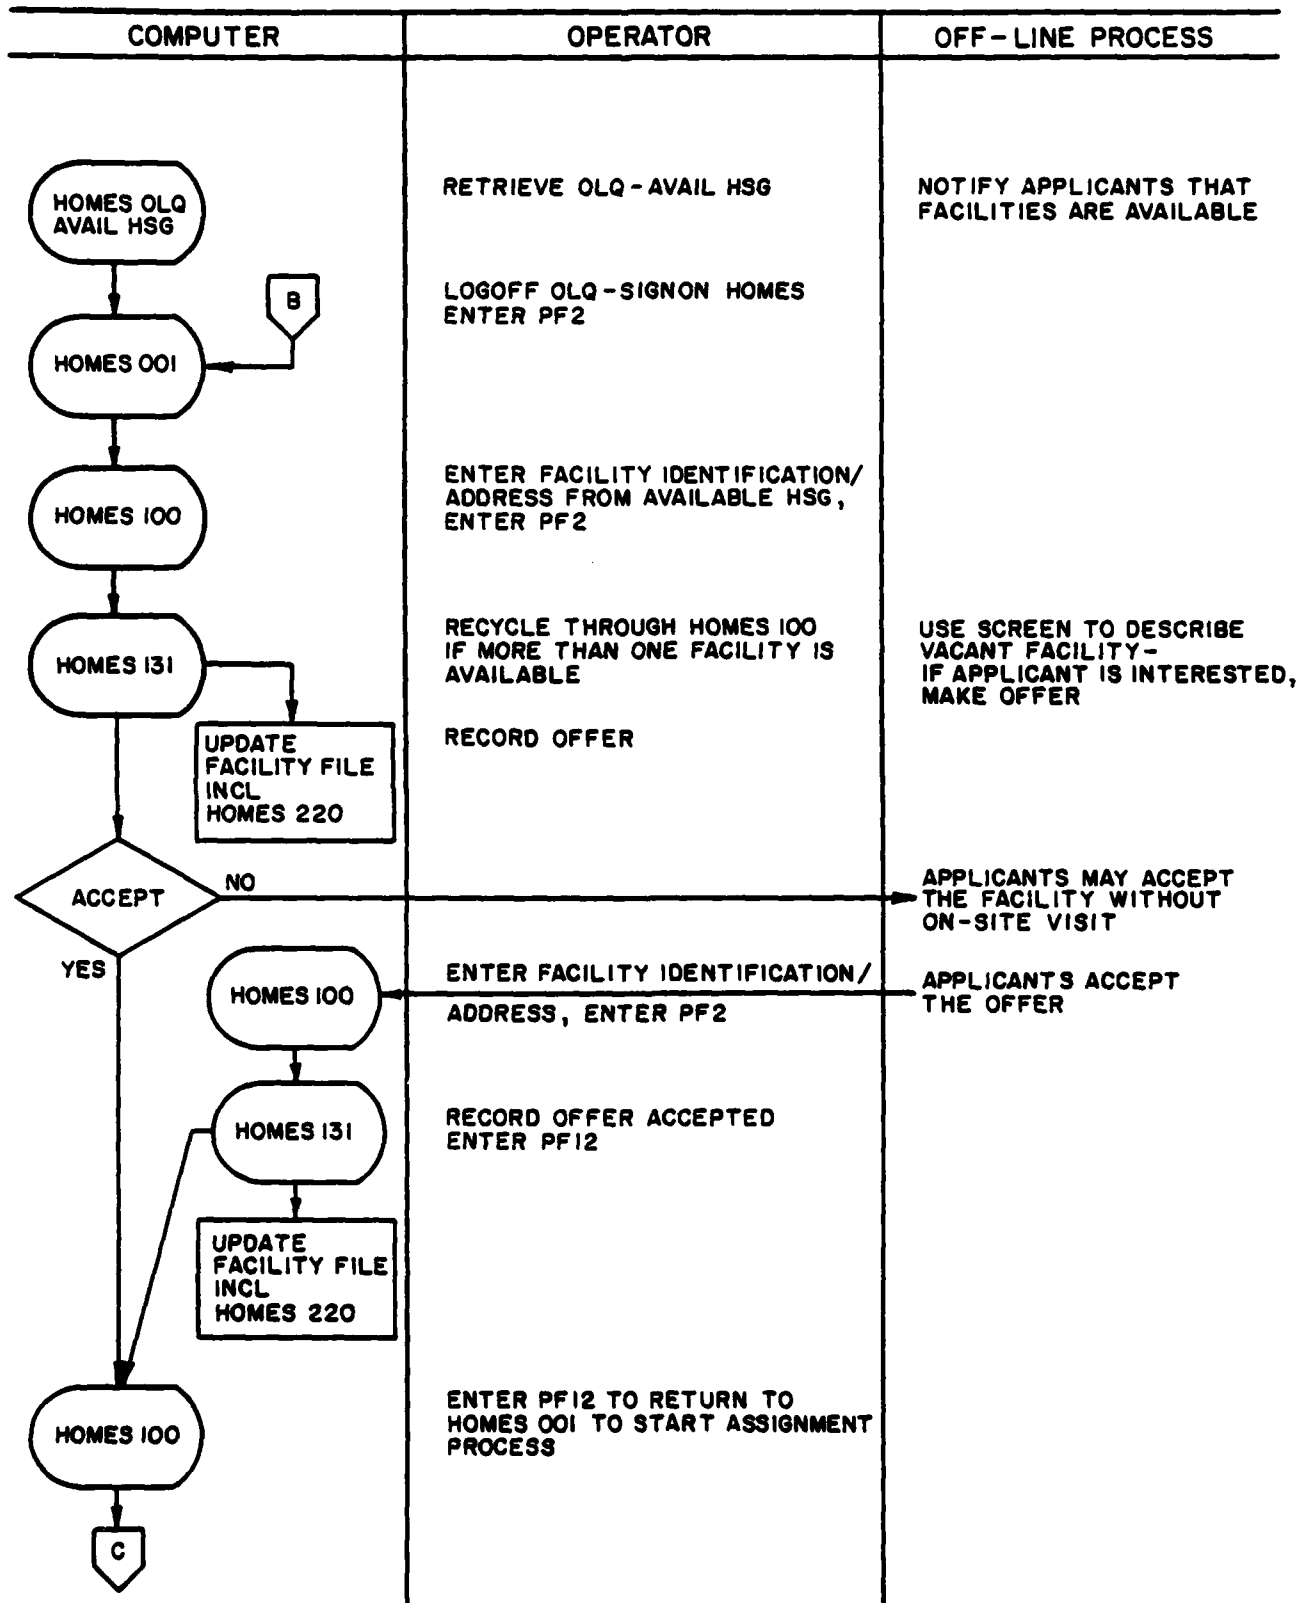 COMPUTER
OPERATOR
OFF-LINE PROCESS
HOMES OLQ
AVAIL HSG
RETRIEVE OLQ-AVAIL HSG
NOTIFY APPLICANTS THAT
FACILITIES ARE AVAILABLE
B
LOGOFF OLQ-SIGNON HOMES
ENTER PF2
HOMES 001
HOMES 100
ENTER FACILITY IDENTIFICATION/
ADDRESS FROM AVAILABLE HSG,
ENTER PF2
HOMES 131
RECYCLE THROUGH HOMES 100
IF MORE THAN ONE FACILITY IS
AVAILABLE
USE SCREEN TO DESCRIBE
VACANT FACILITY-
IF APPLICANT IS INTERESTED,
MAKE OFFER
UPDATE
FACILITY FILE
INCL
HOMES 220
RECORD OFFER
ACCEPT
NO
APPLICANTS MAY ACCEPT
THE FACILITY WITHOUT
ON-SITE VISIT
YES
HOMES 100
ENTER FACILITY IDENTIFICATION/
ADDRESS, ENTER PF2
APPLICANTS ACCEPT
THE OFFER
HOMES 131
RECORD OFFER ACCEPTED
ENTER PF12
UPDATE
FACILITY FILE
INCL
HOMES 220
HOMES 100
ENTER PF12 TO RETURN TO
HOMES 001 TO START ASSIGNMENT
PROCESS
C